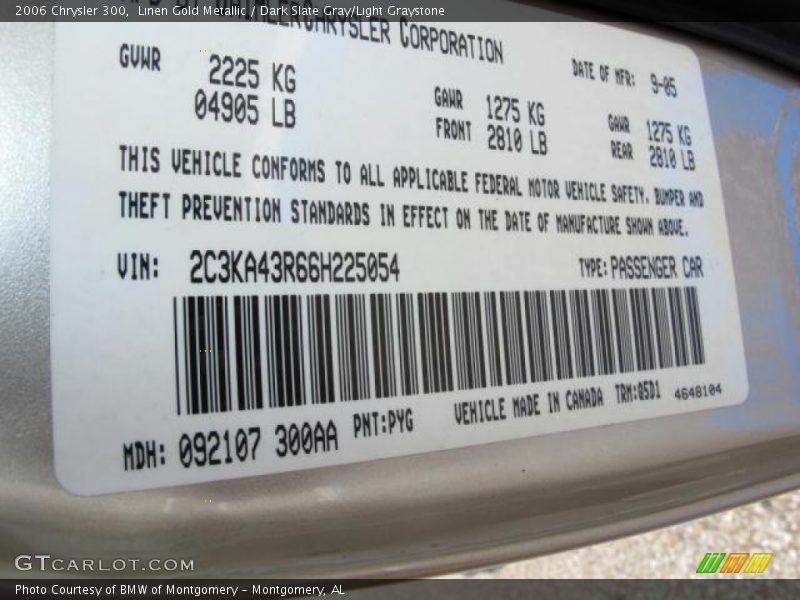 2006 Chrysler 300,  Linen Gold Metallic / Dark Slate Gray/Light Graystone
BY DAIMLERCHRYSLER CORPORATION
DATE OF MFR: 9-05
GVWR 2225 KG
04905 LB
GAWR 1275 KG
FRONT 2810 LB
GAWR 1275 KG
REAR 2810 LB
THIS VEHICLE CONFORMS TO ALL APPLICABLE FEDERAL MOTOR VEHICLE SAFETY, BUMPER AND
THEFT PREVENTION STANDARDS IN EFFECT ON THE DATE OF MANUFACTURE SHOWN ABOVE.
VIN: 2C3KA43R66H225054 TYPE: PASSENGER CAR
MDH: 092107 300AA PNT:PYG VEHICLE MADE IN CANADA TRM:G5D1 4648104
GTCARLOT.COM
Photo Courtesy of BMW of Montgomery – Montgomery, AL